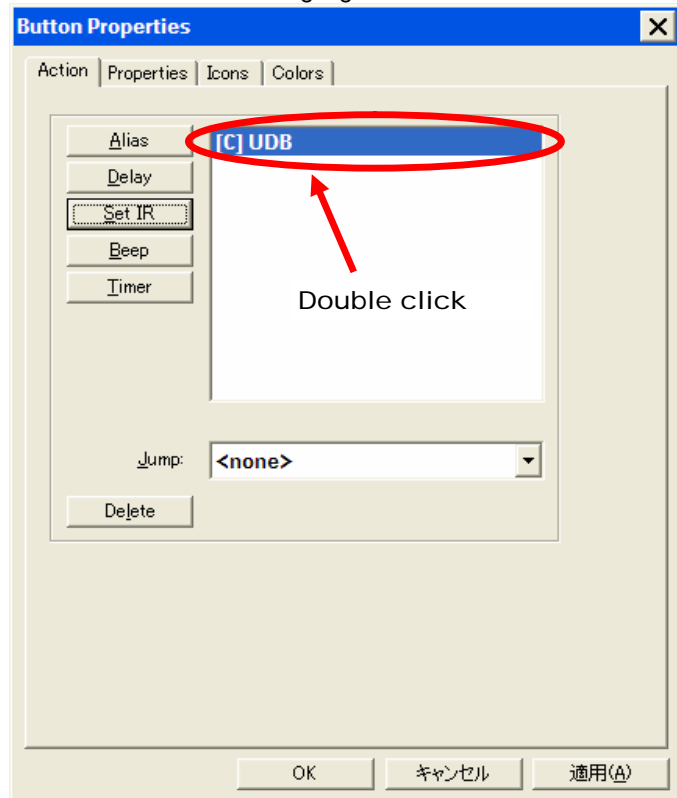 Button Properties
Action Properties Icons Colors
Alias
[C] UDB
Delay
Set IR
Beep
Timer
Double click
Jump:
<none>
Delete
OK キャンセル 適用(A)